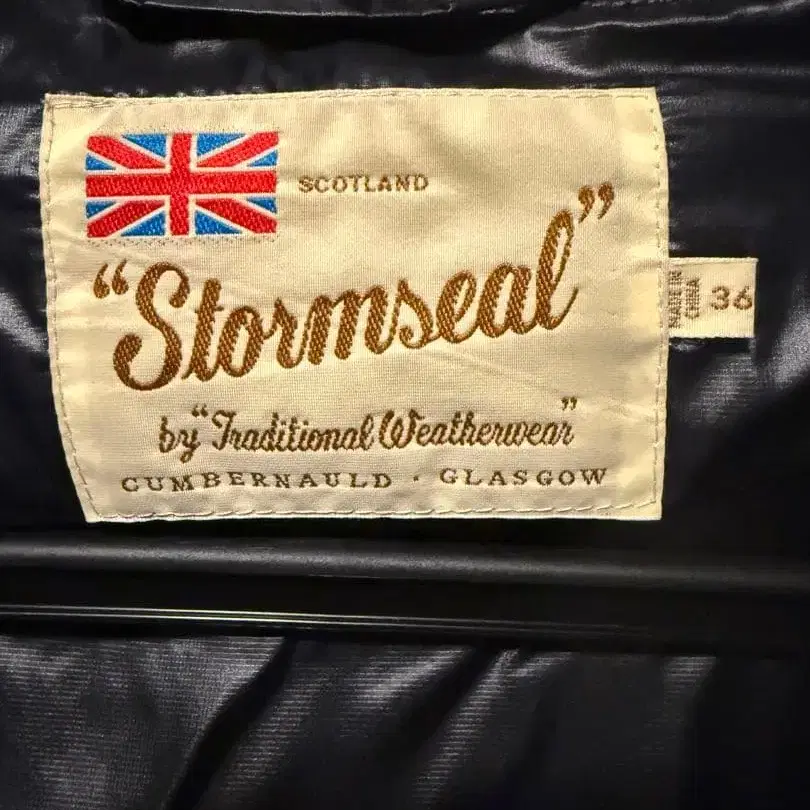 SCOTLAND
“Stormseal”
by “Traditional Weatherwear”
CUMBERNAULD · GLASGOW
MADE IN
CHINA
36